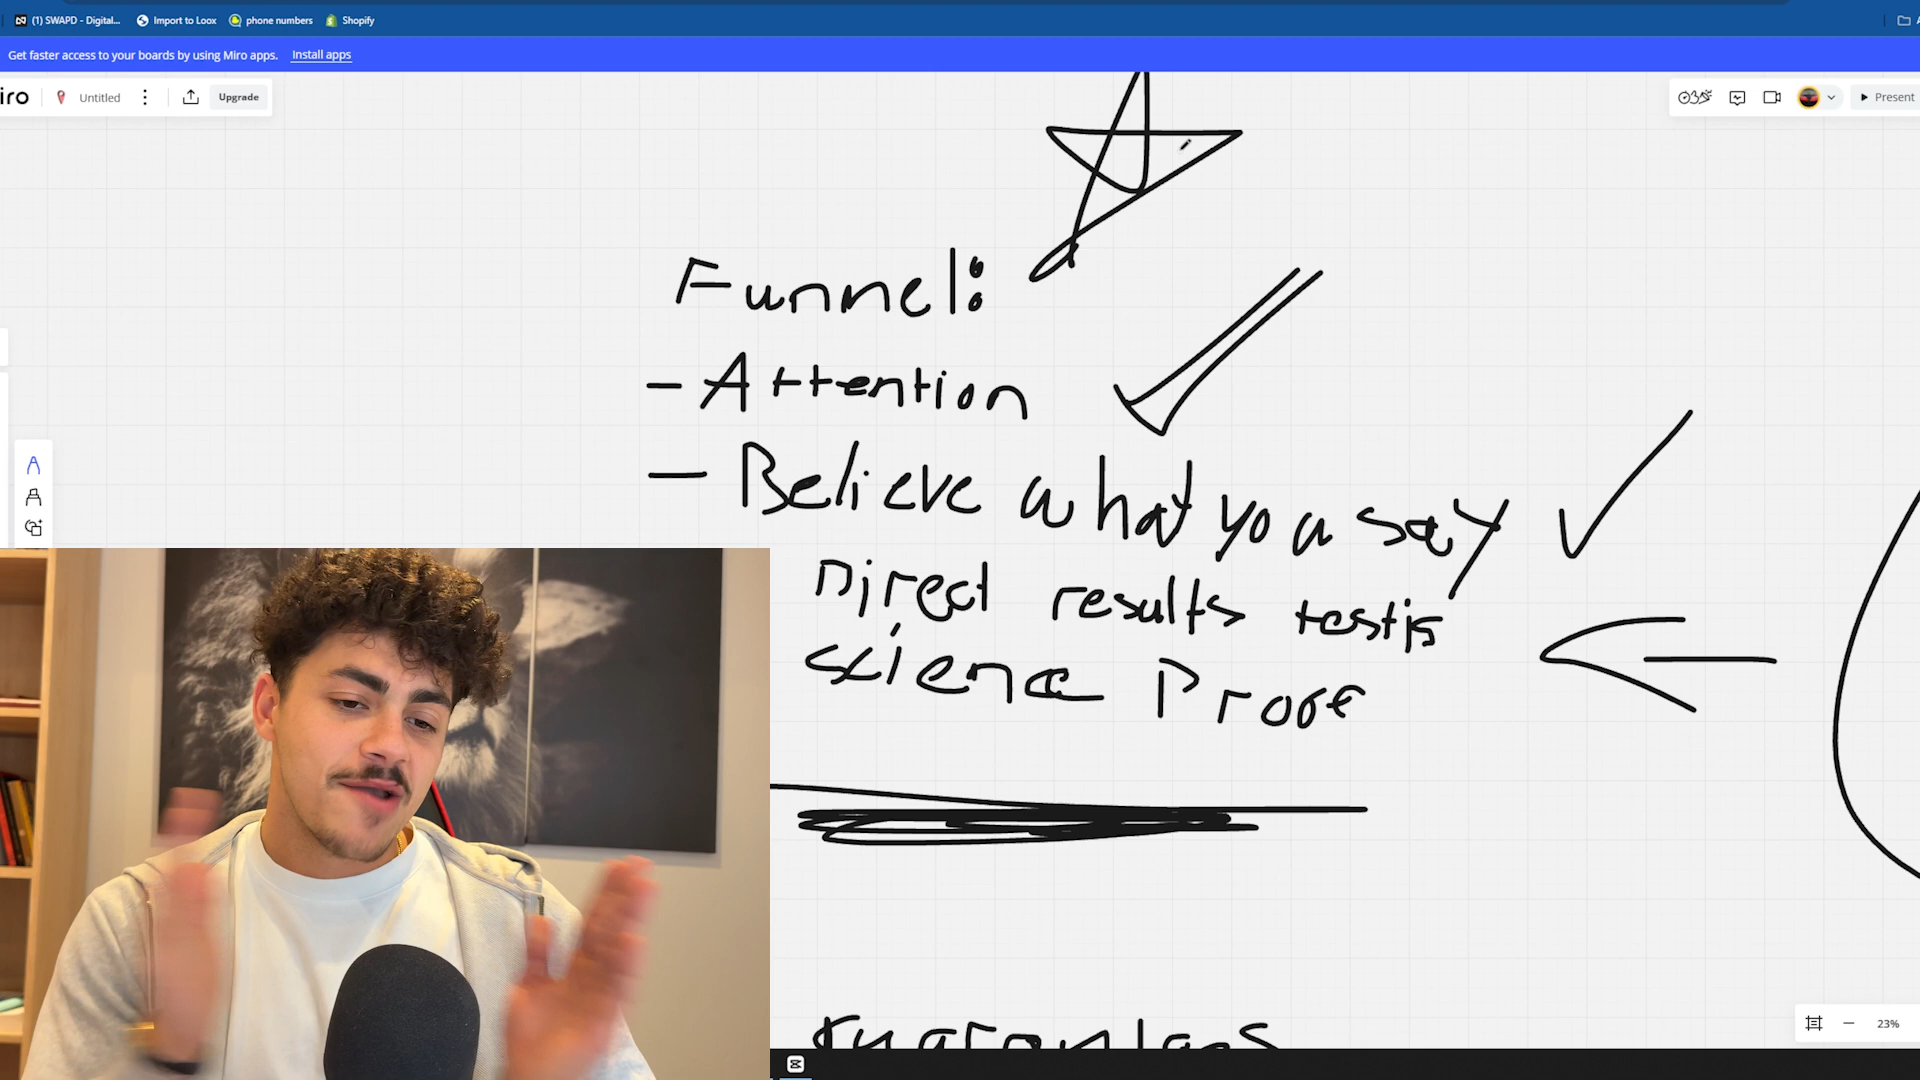 (1) SWAPD - Digital... Import to Loox phone numbers Shopify
Get faster access to your boards by using Miro apps. Install apps
iro Untitled Upgrade Present
Funnel:
- Attention
- Believe what you say
Direct results testis
science Proof
23%